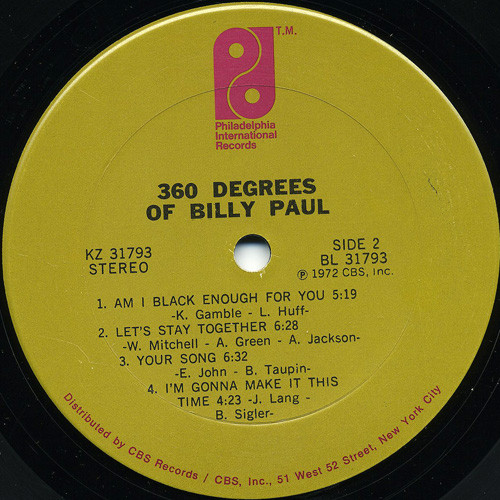 T.M.
Philadelphia
International
Records
360 DEGREES
OF BILLY PAUL
KZ 31793
STEREO
SIDE 2
BL 31793
℗ 1972 CBS, Inc.
1. AM I BLACK ENOUGH FOR YOU 5:19
-K. Gamble - L. Huff-
2. LET'S STAY TOGETHER 6:28
-W. Mitchell - A. Green - A. Jackson-
3. YOUR SONG 6:32
-E. John - B. Taupin-
4. I'M GONNA MAKE IT THIS
TIME 4:23 -J. Lang -
B. Sigler-
Distributed by CBS Records / CBS, Inc., 51 West 52 Street, New York City